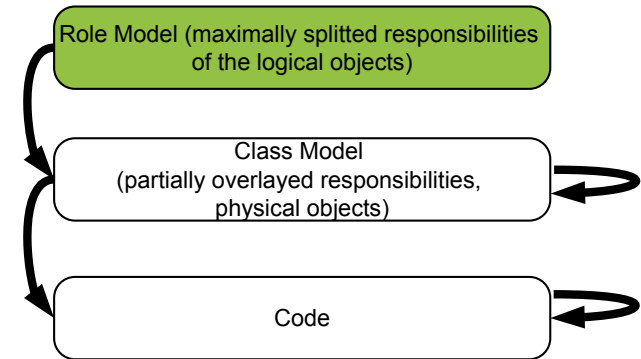 Role Model (maximally splitted responsibilities
of the logical objects)
Class Model
(partially overlayed responsibilities,
physical objects)
Code